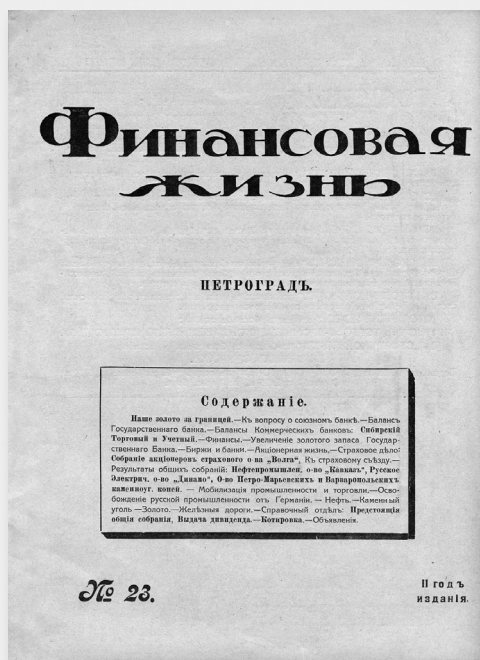 Финансовая
жизнь
ПЕТРОГРАДЪ.
Содержаніе.
Наше золото за границей.—Къ вопросу о союзномъ банкѣ.—Балансъ
Государственнаго банка.—Балансы Коммерческихъ банковъ: Сибирскій
Торговый и Учетный.—Финансы.—Увеличеніе золотого запаса Государ-
ственнаго Банка.—Биржи и банки.—Акціонерная жизнь.—Страховое дѣло:
Собраніе акціонеровъ страхового о ва „Волга“, Къ страховому съѣзду.—
Результаты общихъ собраній: Нефтепромышлен. о-во „Кавказъ“, Русское
Электрич. о-во „Динамо“, О-во Петро-Марьевскихъ и Варваропольскихъ
каменноуг. копей. — Мобилизація промышленности и торговли.—Осво-
божденіе русской промышленности отъ Германіи. — Нефть.—Каменный
уголь —Золото.—Желѣзныя дороги.—Справочный отдѣлъ: Предстоящія
общія собранія, Выдача дивиденда.—Котировка.—Объявленія.
№ 23.
II годъ
изданія.